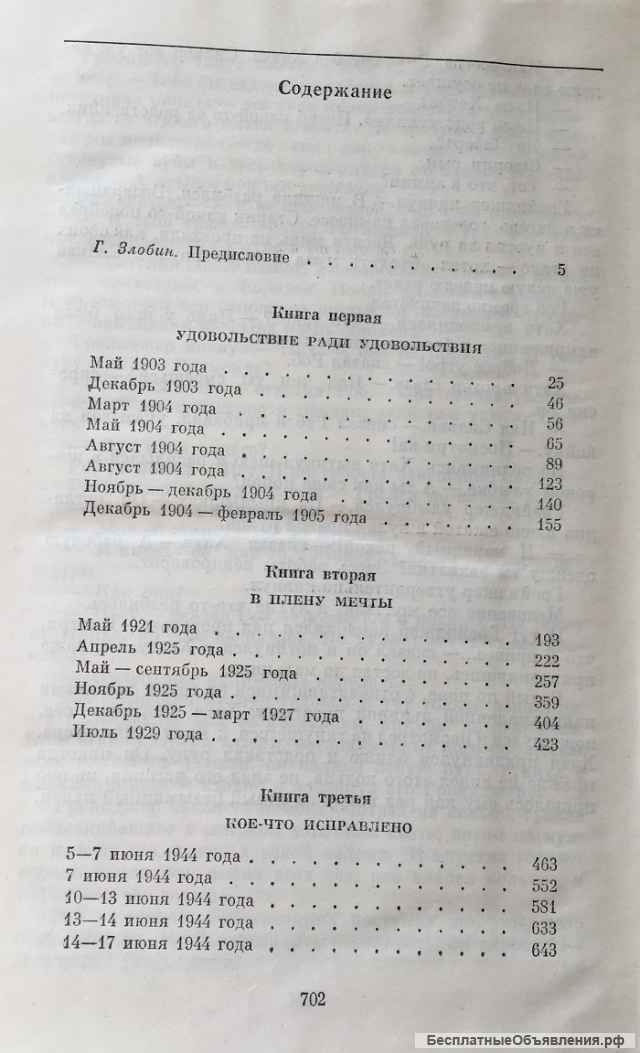 Содержание
Г. Злобин. Предисловие . . . . . . . . . . 5
Книга первая
УДОВОЛЬСТВИЕ РАДИ УДОВОЛЬСТВИЯ
Май 1903 года . . . . . . . . . . . . . . 25
Декабрь 1903 года . . . . . . . . . . . . 46
Март 1904 года . . . . . . . . . . . . . 56
Май 1904 года . . . . . . . . . . . . . . 65
Август 1904 года . . . . . . . . . . . . 89
Август 1904 года . . . . . . . . . . . . 123
Ноябрь — декабрь 1904 года . . . . . . . . 140
Декабрь 1904 — февраль 1905 года . . . . . . 155
Книга вторая
В ПЛЕНУ МЕЧТЫ
Май 1921 года . . . . . . . . . . . . . . 193
Апрель 1925 года . . . . . . . . . . . . 222
Май — сентябрь 1925 года . . . . . . . . . 257
Ноябрь 1925 года . . . . . . . . . . . . 359
Декабрь 1925 — март 1927 года . . . . . . . 404
Июль 1929 года . . . . . . . . . . . . . 423
Книга третья
КОЕ-ЧТО ИСПРАВЛЕНО
5—7 июня 1944 года . . . . . . . . . . . . 463
7 июня 1944 года . . . . . . . . . . . . 552
10—13 июня 1944 года . . . . . . . . . . . 581
13—14 июня 1944 года . . . . . . . . . . . 633
14—17 июня 1944 года . . . . . . . . . . . 643
702
БесплатныеОбъявления.рф